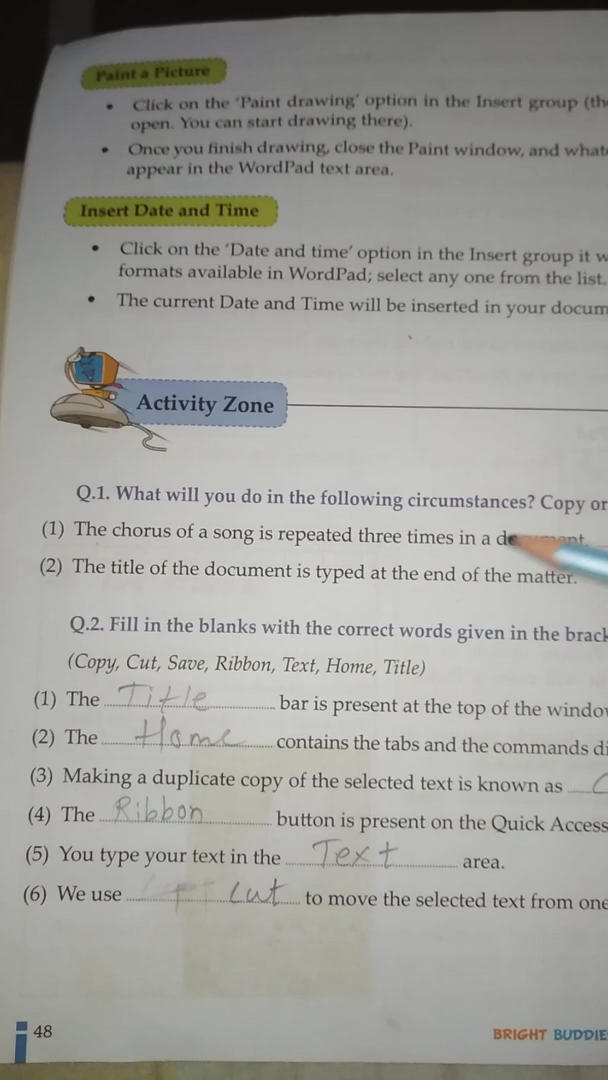 Paint a Picture
• Click on the 'Paint drawing' option in the Insert group (the
open. You can start drawing there).
• Once you finish drawing, close the Paint window, and
appear in the WordPad text area.
Insert Date and Time
• Click on the 'Date and time' option in the Insert group it w
formats available in WordPad; select any one from the list.
• The current Date and Time will be inserted in your docum
Activity Zone
Q.1. What will you do in the following circumstances? Copy or
(1) The chorus of a song is repeated three times in a
(2) The title of the document is typed at the end of the matter.
Q.2. Fill in the blanks with the correct words given in the brack
(Copy, Cut, Save, Ribbon, Text, Home, Title)
(1) The Title bar is present at the top of the windo
(2) The Home contains the tabs and the commands di
(3) Making a duplicate copy of the selected text is known as C
(4) The Ribbon button is present on the Quick Access
(5) You type your text in the Text area.
(6) We use cut to move the selected text from one
48
BRIGHT BUDDIE